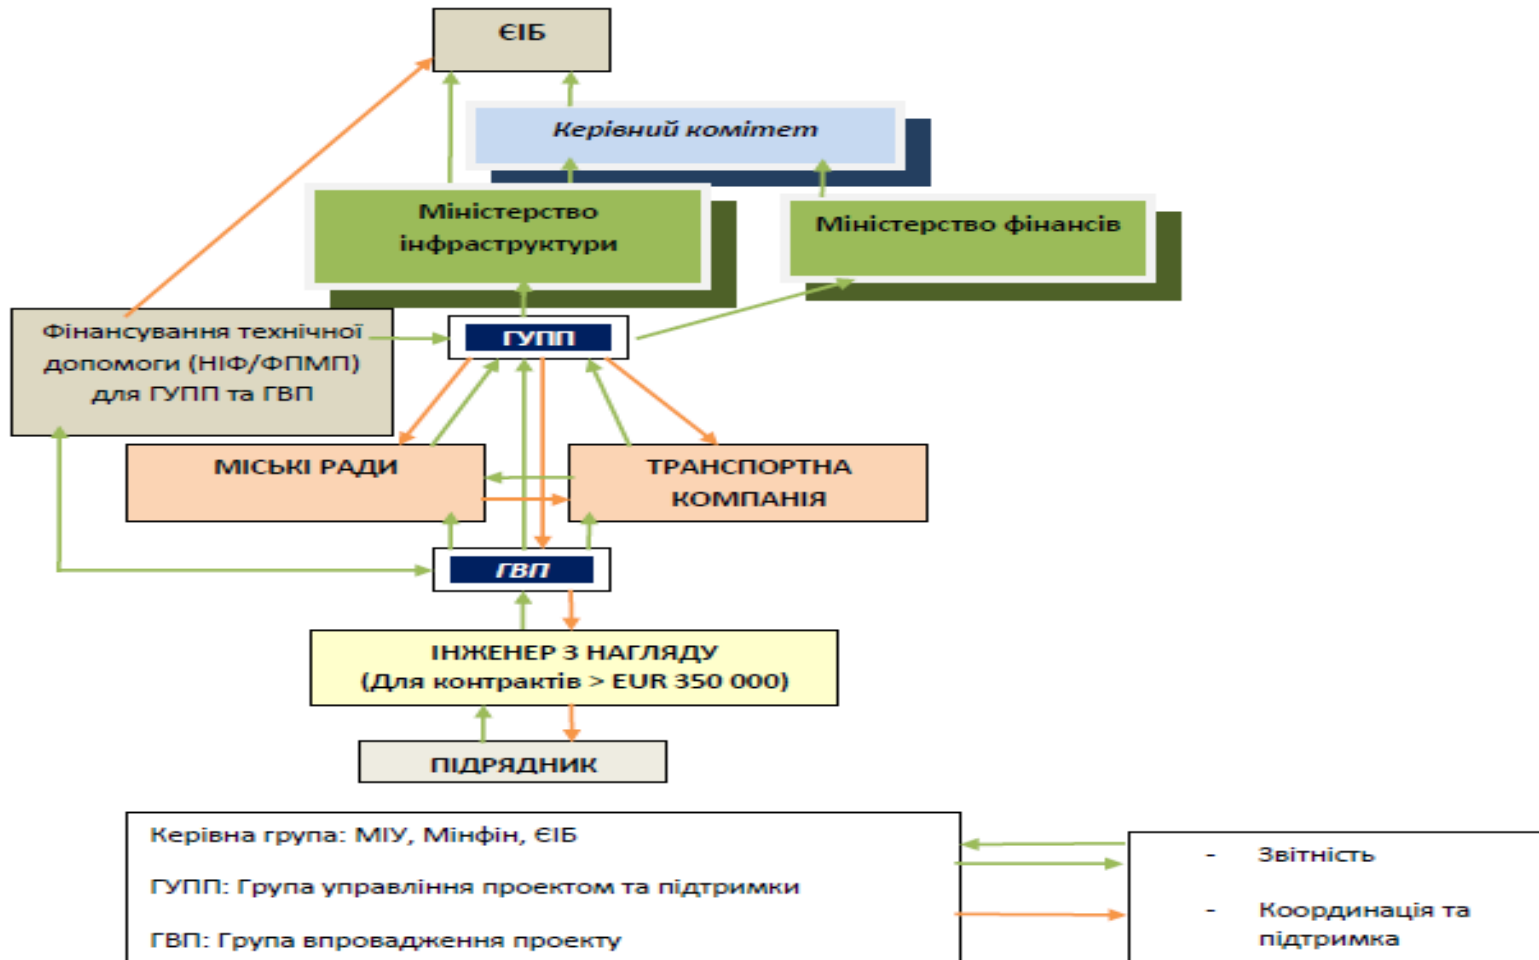 ЄІБ
Керівний комітет
Міністерство
інфраструктури
Міністерство фінансів
Фінансування технічної
допомоги (НІФ/ФПМП)
для ГУПП та ГВП
ГУПП
МІСЬКІ РАДИ
ТРАНСПОРТНА
КОМПАНІЯ
ГВП
ІНЖЕНЕР З НАГЛЯДУ
(Для контрактів > EUR 350 000)
ПІДРЯДНИК
Керівна група: МІУ, Мінфін, ЄІБ
ГУПП: Група управління проектом та підтримки
ГВП: Група впровадження проекту
- Звітність
- Координація та
підтримка